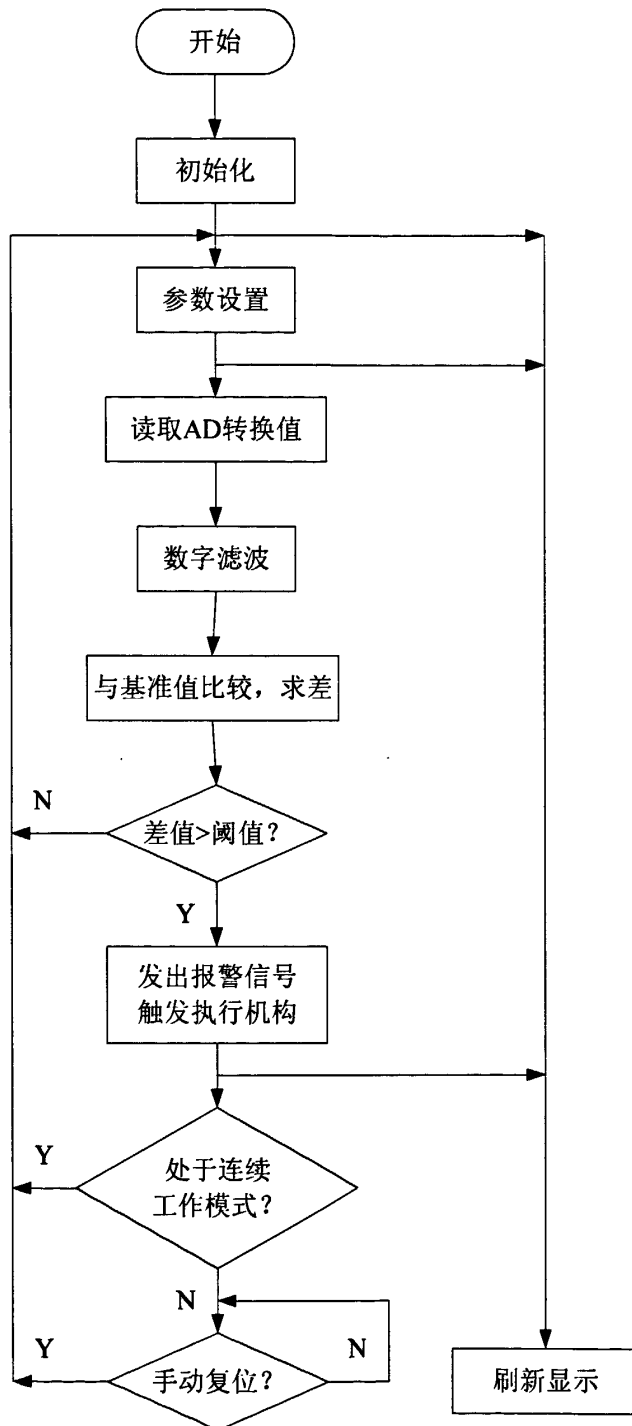 开始
初始化
参数设置
读取AD转换值
数字滤波
与基准值比较，求差
N
差值>阈值？
Y
发出报警信号
触发执行机构
Y
处于连续
工作模式？
N
Y
手动复位？
N
刷新显示